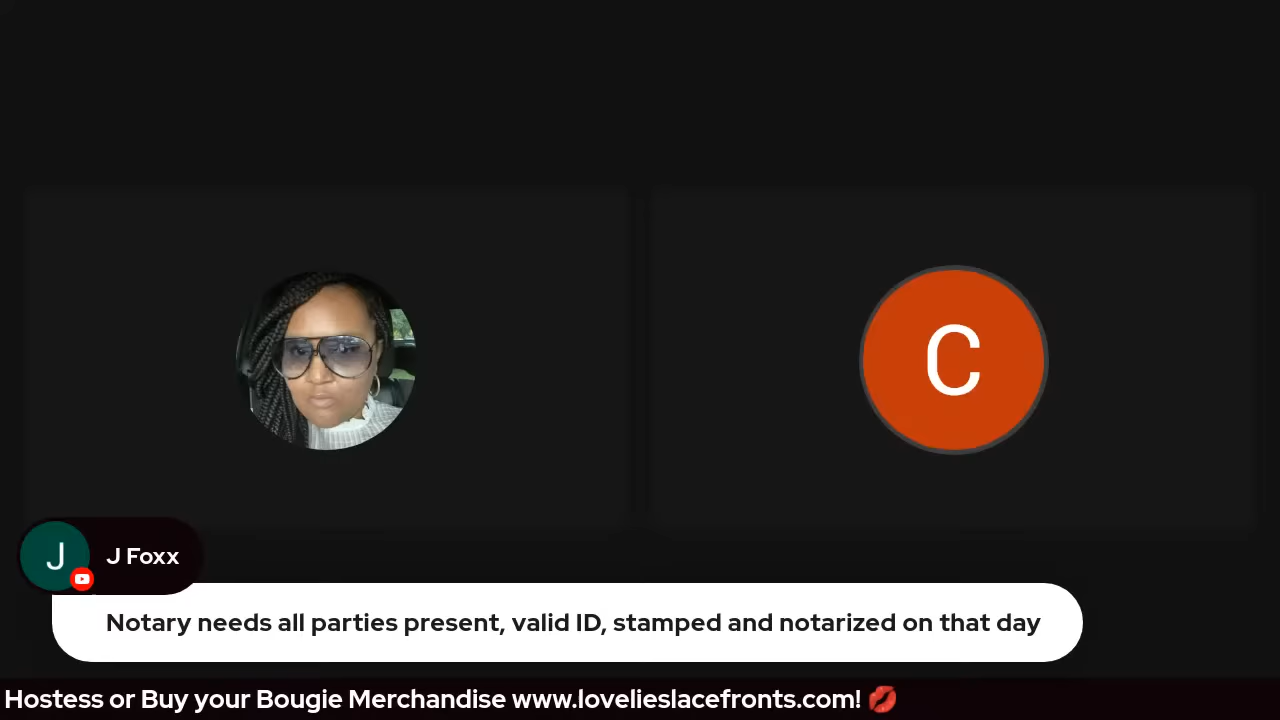 C
J
J Foxx
Notary needs all parties present, valid ID, stamped and notarized on that day
Hostess or Buy your Bougie Merchandise www.lovelieslacefronts.com! 💋